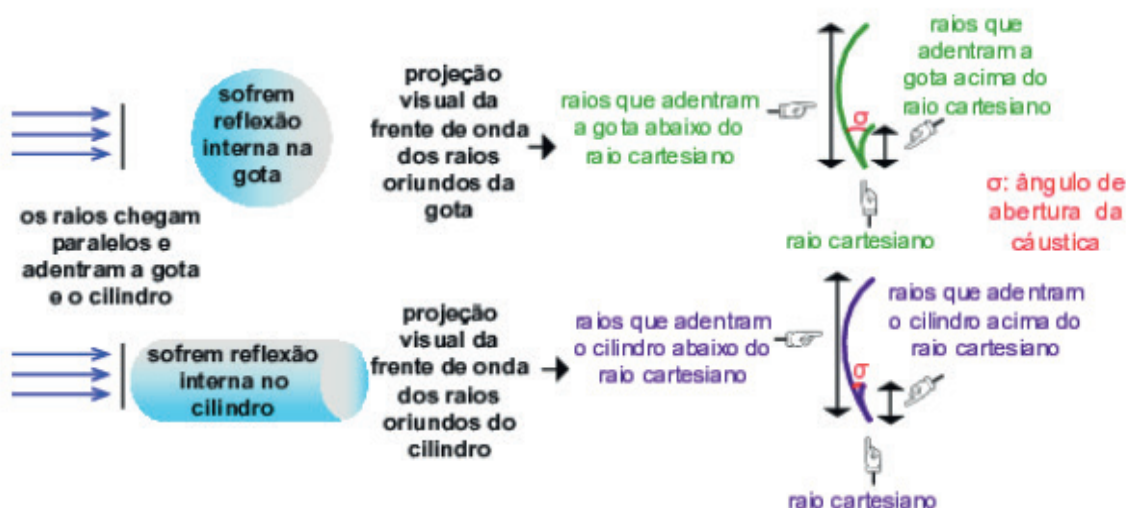 sofrem
reflexão
interna na
gota
projeção
visual da
frente de onda
dos raios
oriundos da
gota
raios que adentram
a gota abaixo do
raio cartesiano
raios que
adentram a
gota acima do
raio cartesiano
σ
raio cartesiano
σ: ângulo de
abertura da
cáustica
os raios chegam
paralelos e
adentram a gota
e o cilindro
sofrem reflexão
interna no
cilindro
projeção
visual da
frente de onda
dos raios
oriundos do
cilindro
raios que adentram
o cilindro abaixo do
raio cartesiano
raios que adentram
o cilindro acima do
raio cartesiano
σ
raio cartesiano